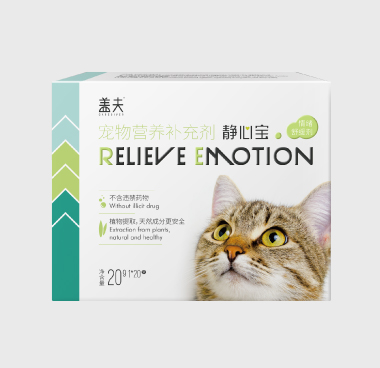 盖夫
宠物营养补充剂 静心宝
情绪
舒缓剂
RELIEVE EMOTION
不含违禁药物
Without illicit drug
植物提取,天然成分更安全
Extraction from plants,
natural and healthy
净含量 20g 1*20